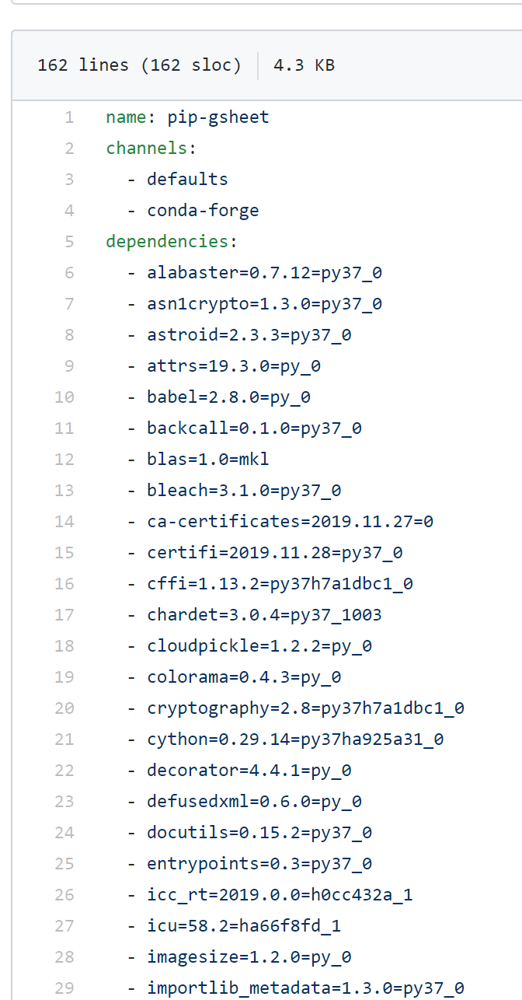 162 lines (162 sloc) 4.3 KB
1 name: pip-gsheet
2 channels:
3 - defaults
4 - conda-forge
5 dependencies:
6 - alabaster=0.7.12=py37_0
7 - asn1crypto=1.3.0=py37_0
8 - astroid=2.3.3=py37_0
9 - attrs=19.3.0=py_0
10 - babel=2.8.0=py_0
11 - backcall=0.1.0=py37_0
12 - blas=1.0=mkl
13 - bleach=3.1.0=py37_0
14 - ca-certificates=2019.11.27=0
15 - certifi=2019.11.28=py37_0
16 - cffi=1.13.2=py37h7a1dbc1_0
17 - chardet=3.0.4=py37_1003
18 - cloudpickle=1.2.2=py_0
19 - colorama=0.4.3=py_0
20 - cryptography=2.8=py37h7a1dbc1_0
21 - cython=0.29.14=py37ha925a31_0
22 - decorator=4.4.1=py_0
23 - defusedxml=0.6.0=py_0
24 - docutils=0.15.2=py37_0
25 - entrypoints=0.3=py37_0
26 - icc_rt=2019.0.0=h0cc432a_1
27 - icu=58.2=ha66f8fd_1
28 - imagesize=1.2.0=py_0
29 - importlib_metadata=1.3.0=py37_0